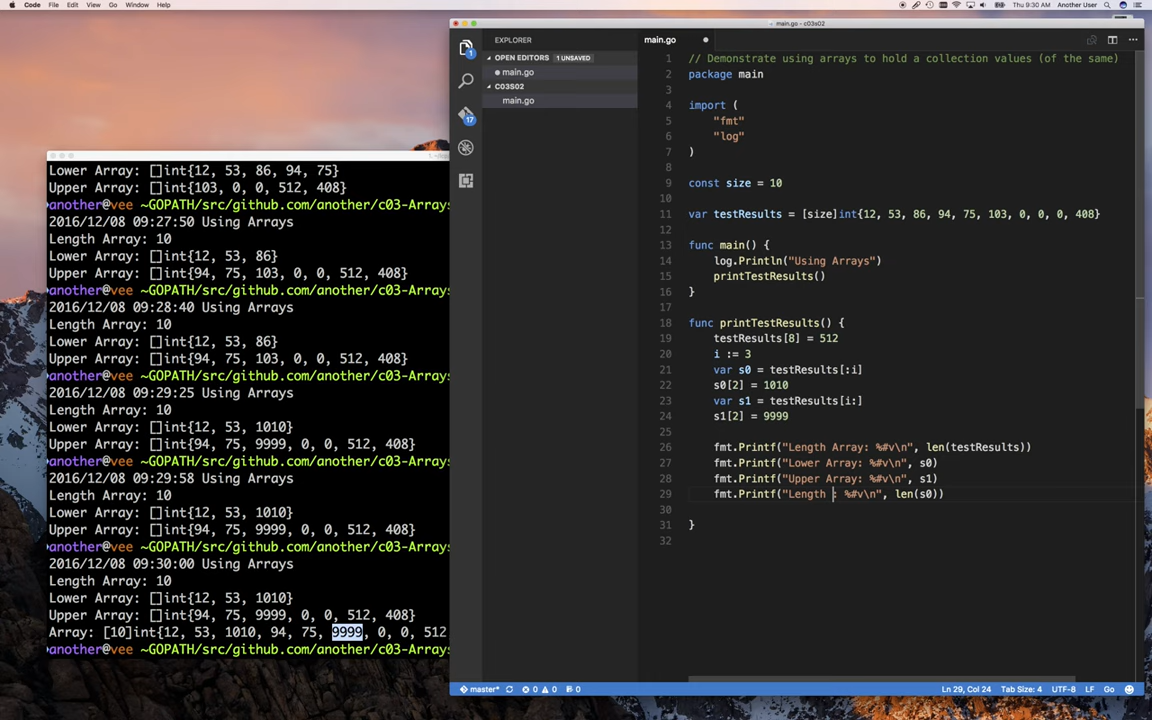 Code File Edit View Go Window Help
Thu 9:30 AM Another User
main.go — c03s02
EXPLORER
OPEN EDITORS 1 UNSAVED
main.go
C03S02
main.go
1
17
main.go
1 // Demonstrate using arrays to hold a collection values (of the same)
2 package main
3
4 import (
5 "fmt"
6 "log"
7 )
8
9 const size = 10
10
11 var testResults = [size]int{12, 53, 86, 94, 75, 103, 0, 0, 0, 408}
12
13 func main() {
14 log.Println("Using Arrays")
15 printTestResults()
16 }
17
18 func printTestResults() {
19 testResults[8] = 512
20 i := 3
21 var s0 = testResults[:i]
22 s0[2] = 1010
23 var s1 = testResults[i:]
24 s1[2] = 9999
25
26 fmt.Printf("Length Array: %#v\n", len(testResults))
27 fmt.Printf("Lower Array: %#v\n", s0)
28 fmt.Printf("Upper Array: %#v\n", s1)
29 fmt.Printf("Length : %#v\n", len(s0))
30
31 }
32
Lower Array: []int{12, 53, 86, 94, 75}
Upper Array: []int{103, 0, 0, 512, 408}
another@vee ~GOPATH/src/github.com/another/c03-Arrays
2016/12/08 09:27:50 Using Arrays
Length Array: 10
Lower Array: []int{12, 53, 86}
Upper Array: []int{94, 75, 103, 0, 0, 512, 408}
another@vee ~GOPATH/src/github.com/another/c03-Arrays
2016/12/08 09:28:40 Using Arrays
Length Array: 10
Lower Array: []int{12, 53, 86}
Upper Array: []int{94, 75, 103, 0, 0, 512, 408}
another@vee ~GOPATH/src/github.com/another/c03-Arrays
2016/12/08 09:29:25 Using Arrays
Length Array: 10
Lower Array: []int{12, 53, 1010}
Upper Array: []int{94, 75, 9999, 0, 0, 512, 408}
another@vee ~GOPATH/src/github.com/another/c03-Arrays
2016/12/08 09:29:58 Using Arrays
Length Array: 10
Lower Array: []int{12, 53, 1010}
Upper Array: []int{94, 75, 9999, 0, 0, 512, 408}
another@vee ~GOPATH/src/github.com/another/c03-Arrays
2016/12/08 09:30:00 Using Arrays
Length Array: 10
Lower Array: []int{12, 53, 1010}
Upper Array: []int{94, 75, 9999, 0, 0, 512, 408}
Array: [10]int{12, 53, 1010, 94, 75, 9999, 0, 0, 512
another@vee ~GOPATH/src/github.com/another/c03-Arrays
master* 0 0 0
Ln 29, Col 24 Tab Size: 4 UTF-8 LF Go